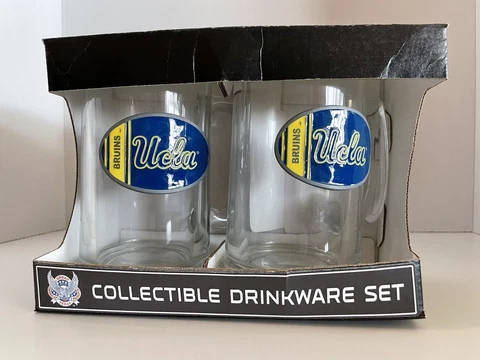 BRUINS
Ucla
BRUINS
Ucla
COLLECTIBLE DRINKWARE SET